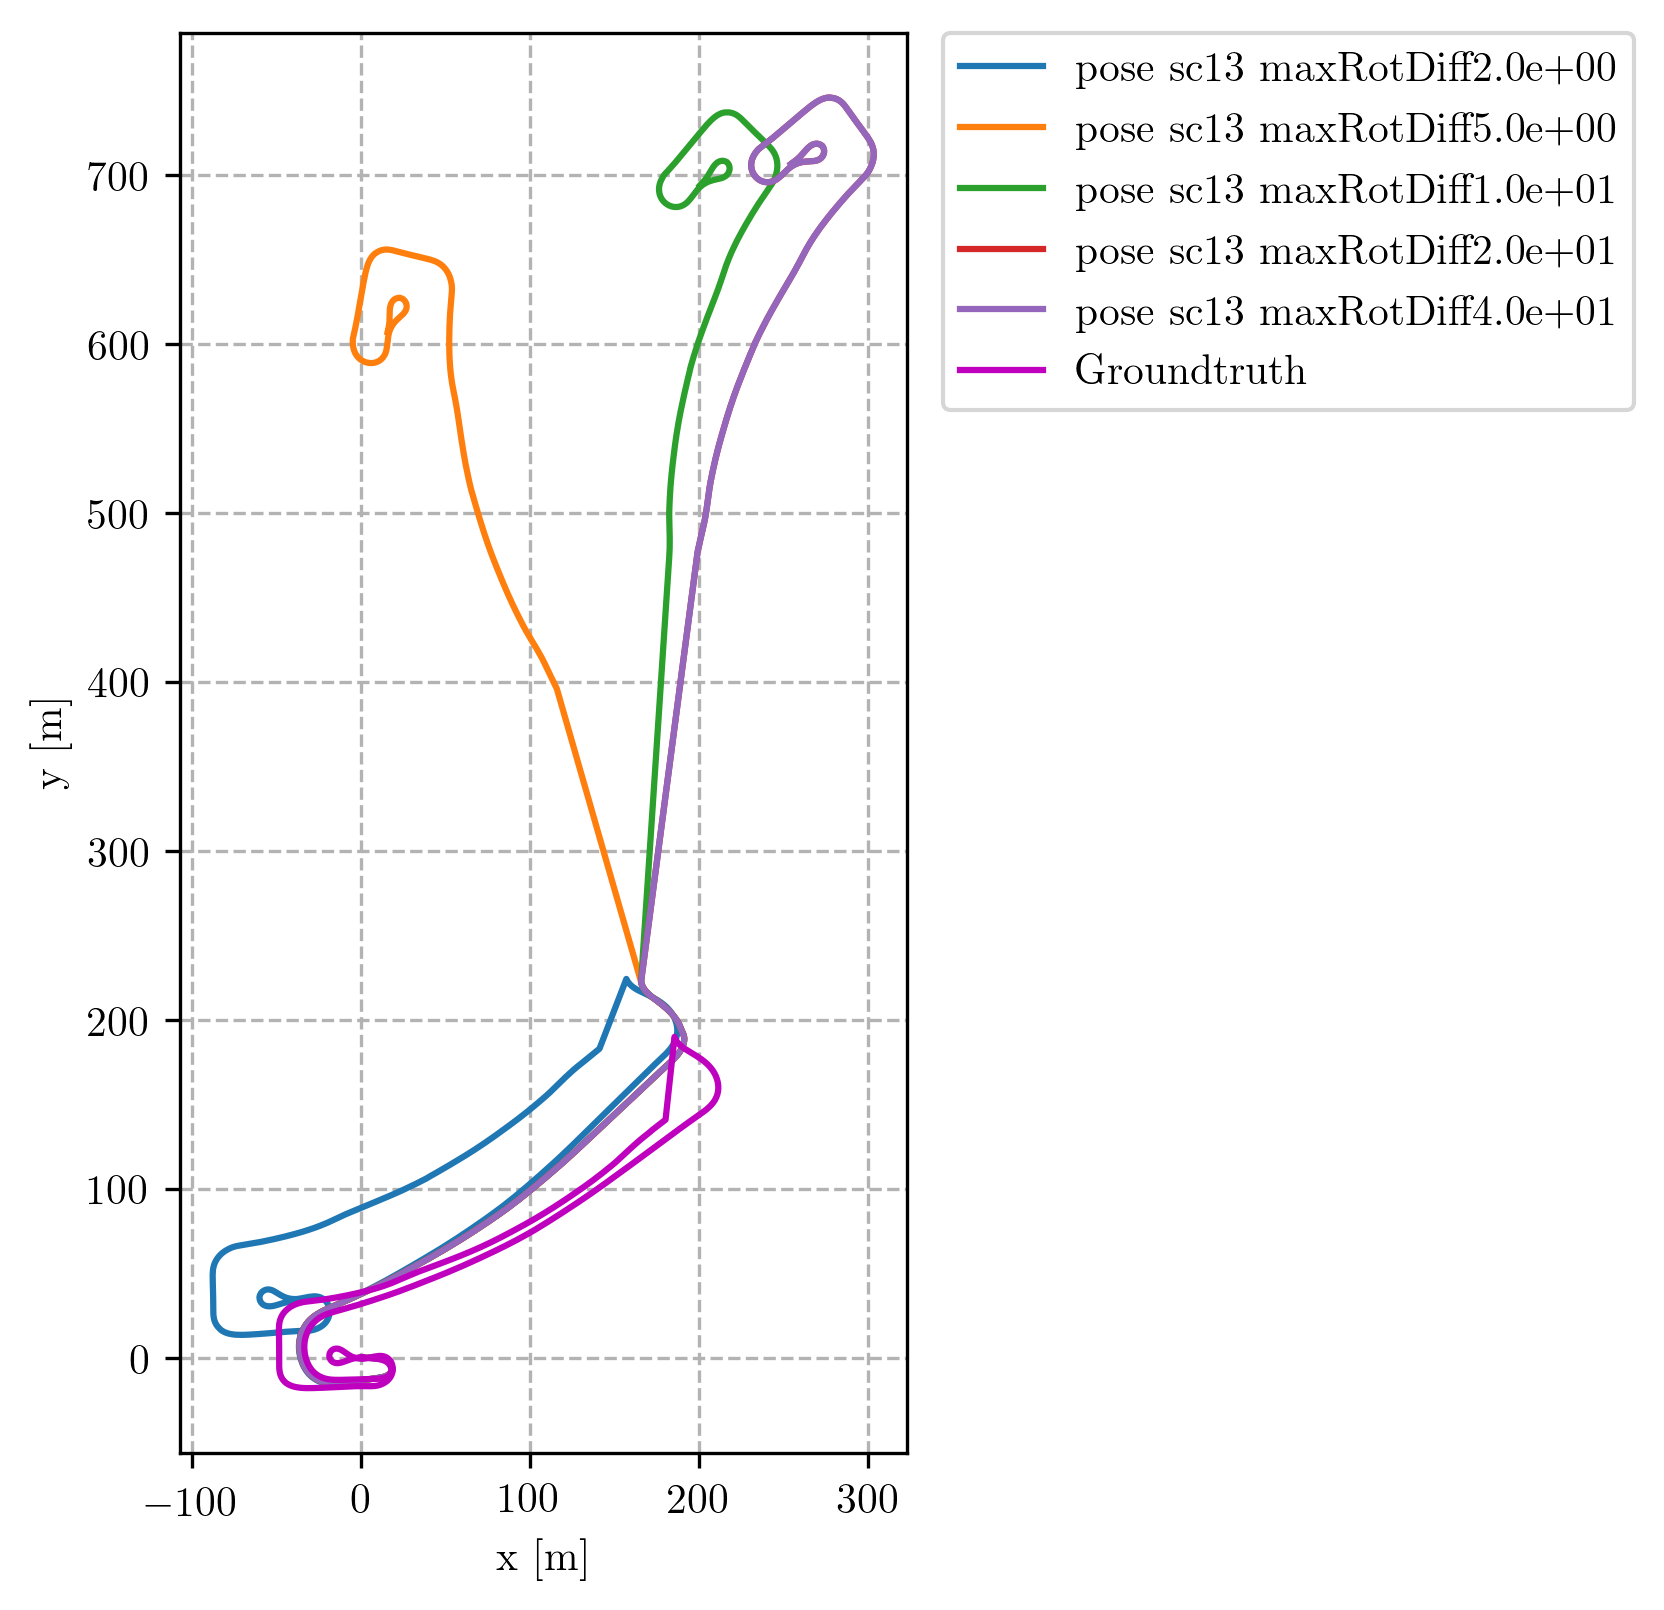 pose sc13 maxRotDiff2.0e+00
pose sc13 maxRotDiff5.0e+00
pose sc13 maxRotDiff1.0e+01
pose sc13 maxRotDiff2.0e+01
pose sc13 maxRotDiff4.0e+01
Groundtruth
700
600
500
400
300
200
100
0
y [m]
−100 0 100 200 300
x [m]